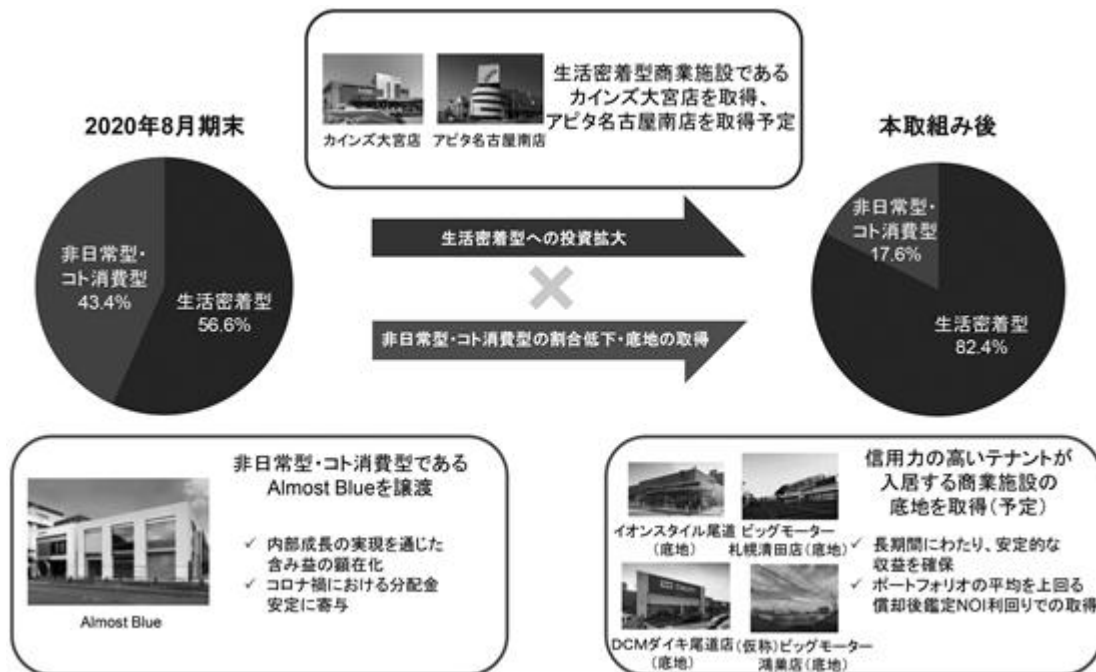 生活密着型商業施設である
カインズ大宮店を取得、
アピタ名古屋南店を取得予定
カインズ大宮店
アピタ名古屋南店
2020年8月期末
本取組み後
非日常型・
コト消費型
43.4%
生活密着型
56.6%
生活密着型への投資拡大
非日常型・コト消費型の割合低下・底地の取得
非日常型・
コト消費型
17.6%
生活密着型
82.4%
非日常型・コト消費型である
Almost Blueを譲渡
✓ 内部成長の実現を通じた
含み益の顕在化
✓ コロナ禍における分配金
安定に寄与
Almost Blue
信用力の高いテナントが
入居する商業施設の
底地を取得(予定)
✓ 長期間にわたり、安定的な
収益を確保
✓ ポートフォリオの平均を上回る
償却後鑑定NOI利回りでの取得
イオンスタイル尾道
(底地)
ビッグモーター
札幌清田店(底地)
DCMダイキ尾道店
(底地)
(仮称)ビッグモーター
鴻巣店(底地)